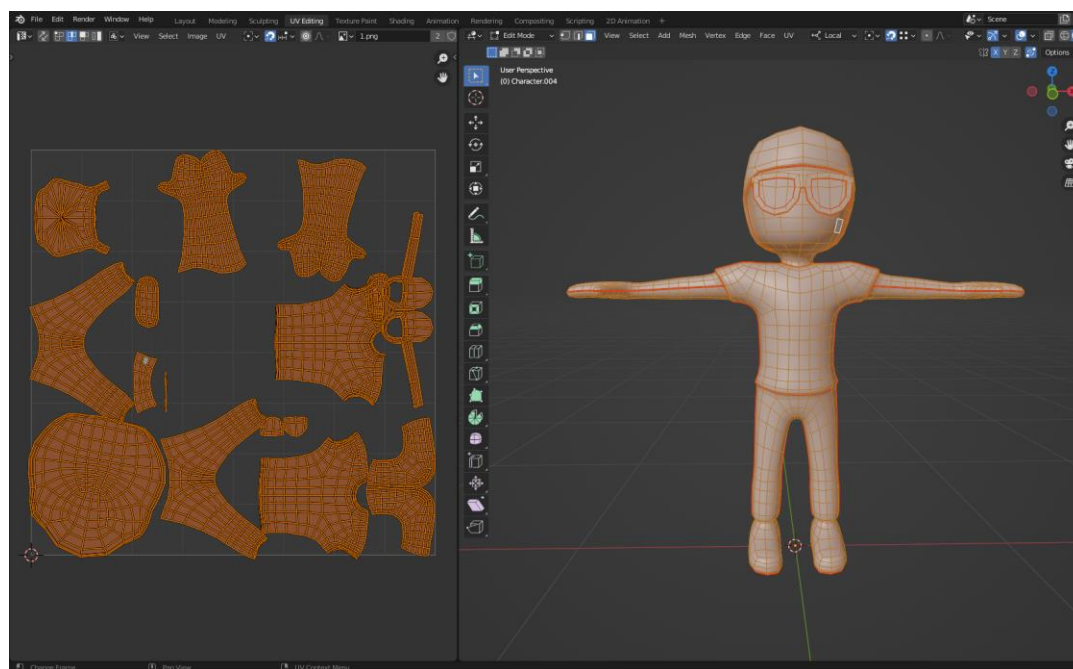 File Edit Render Window Help Layout Modeling Sculpting UV Editing Texture Paint Shading Animation Rendering Compositing Scripting 2D Animation + Scene
View Select Image UV 1.png 2 Edit Mode View Select Add Mesh Vertex Edge Face UV Local
X Y Z Options
User Perspective
(0) Character.004
Z
Change Frame Pan View UV Context Menu